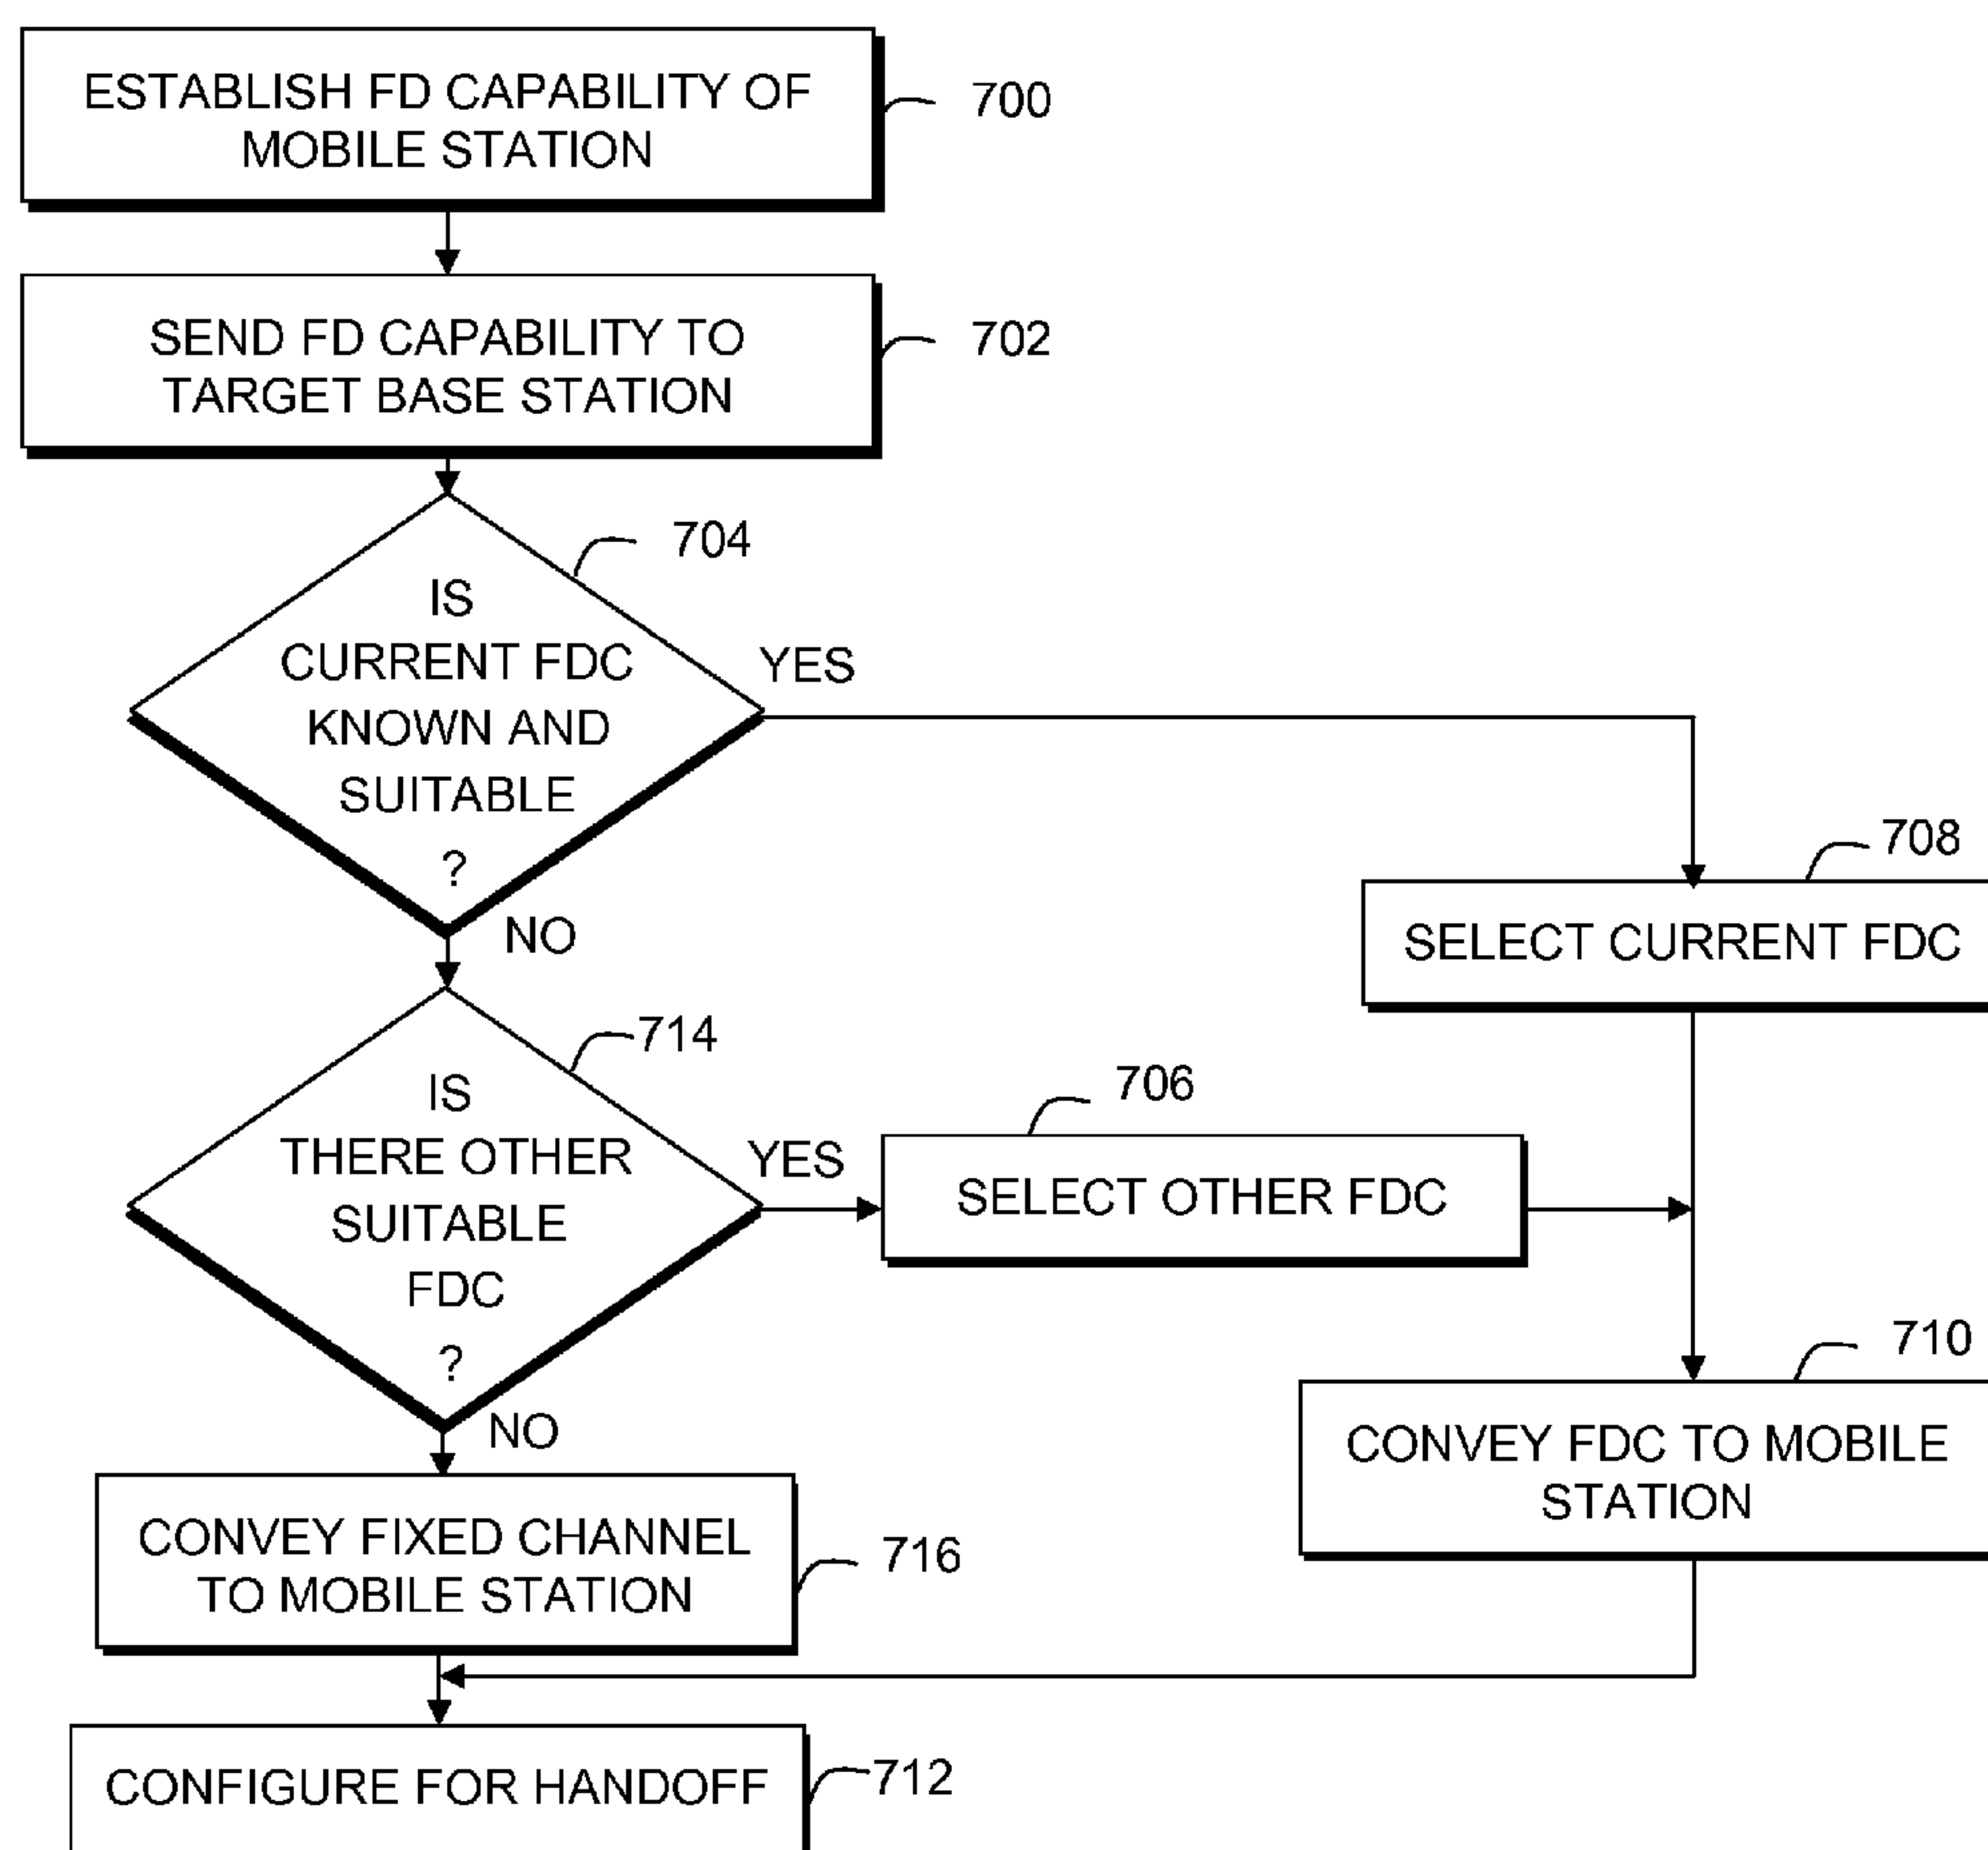 ESTABLISH FD CAPABILITY OF
MOBILE STATION
700
SEND FD CAPABILITY TO
TARGET BASE STATION
702
704
IS
CURRENT FDC
KNOWN AND
SUITABLE
?
YES
NO
708
SELECT CURRENT FDC
714
IS
THERE OTHER
SUITABLE
FDC
?
YES
NO
706
SELECT OTHER FDC
710
CONVEY FDC TO MOBILE
STATION
CONVEY FIXED CHANNEL
TO MOBILE STATION
716
CONFIGURE FOR HANDOFF
712